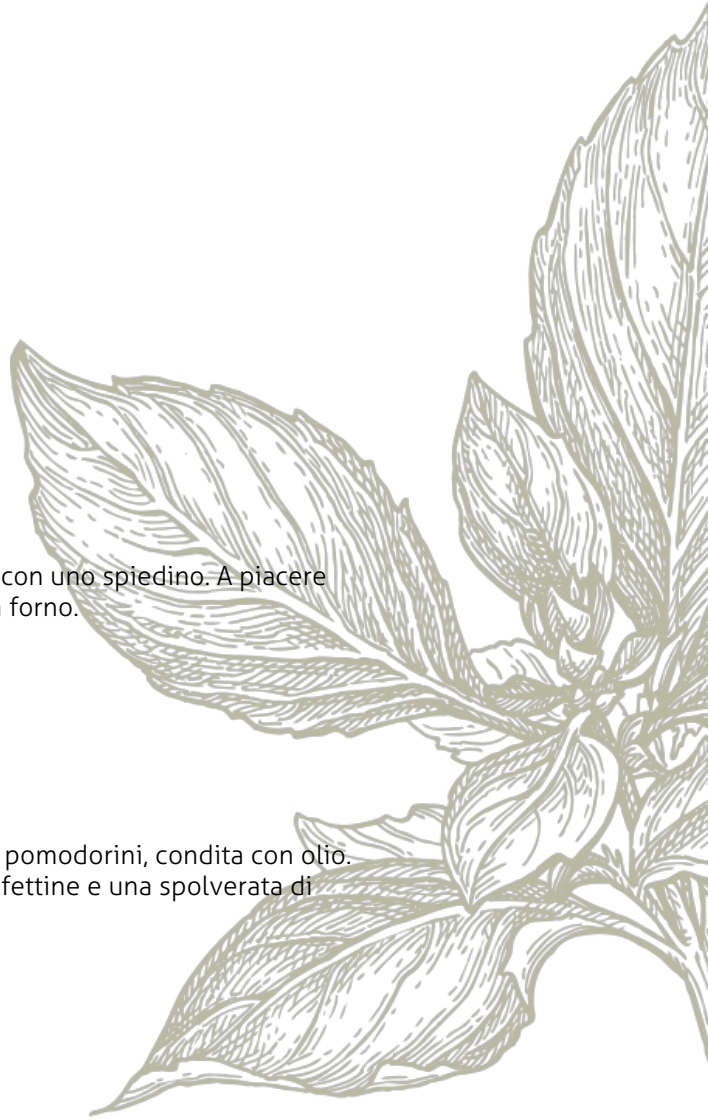 con uno spiedino. A piacere
forno.
pomodorini, condita con olio.
fettine e una spolverata di